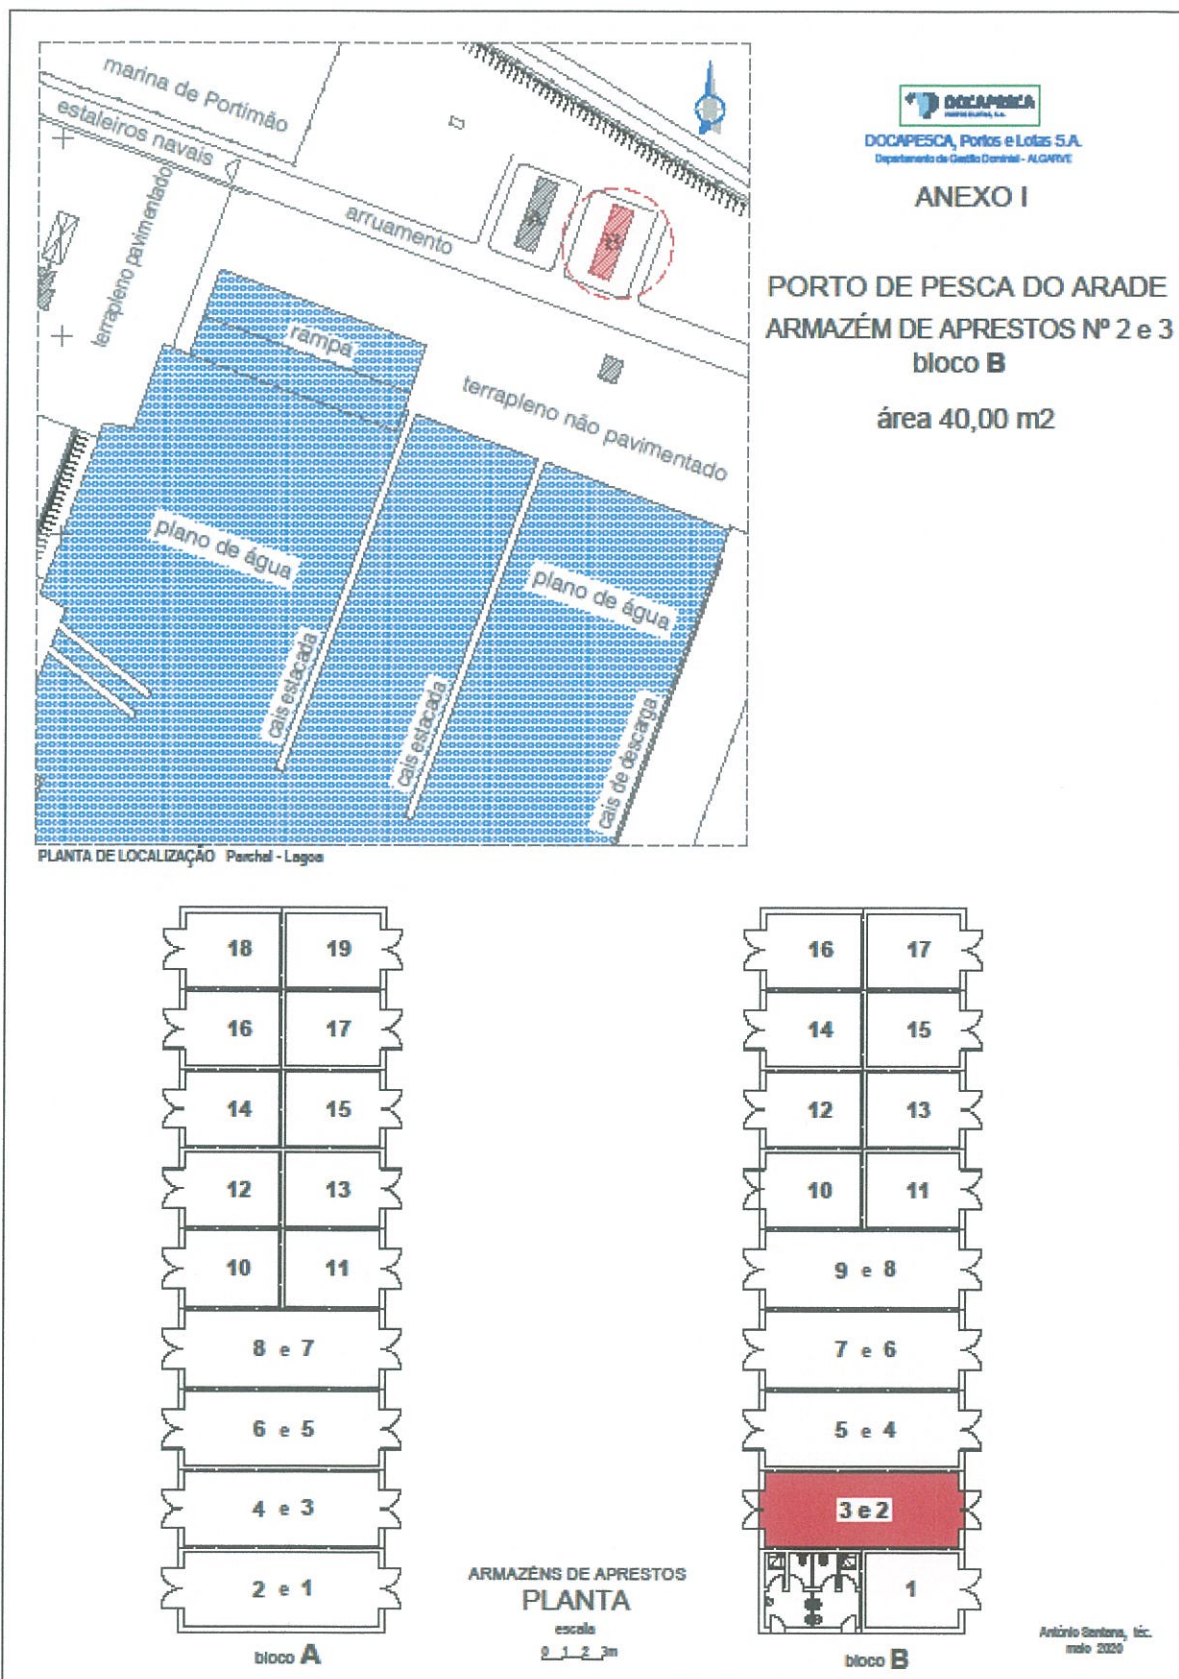 marina de Portimão
estaleiros navais
terrapleno pavimentado
arruamento
rampa
terrapleno não pavimentado
plano de água
plano de água
cais estacada
cais estacada
cais de descarga
PLANTA DE LOCALIZAÇÃO Parchal - Lagoa
DOCAPESCA
DOCAPESCA, Portos e Lotas S.A.
Departamento de Gestão Dominial - ALGARVE
ANEXO I
PORTO DE PESCA DO ARADE
ARMAZÉM DE APRESTOS Nº 2 e 3
bloco B
área 40,00 m2
18 19
16 17
14 15
12 13
10 11
8 e 7
6 e 5
4 e 3
2 e 1
bloco A
ARMAZÉNS DE APRESTOS
PLANTA
escala
0 1 2 3m
16 17
14 15
12 13
10 11
9 e 8
7 e 6
5 e 4
3 e 2
1
bloco B
António Santana, téc.
maio 2020